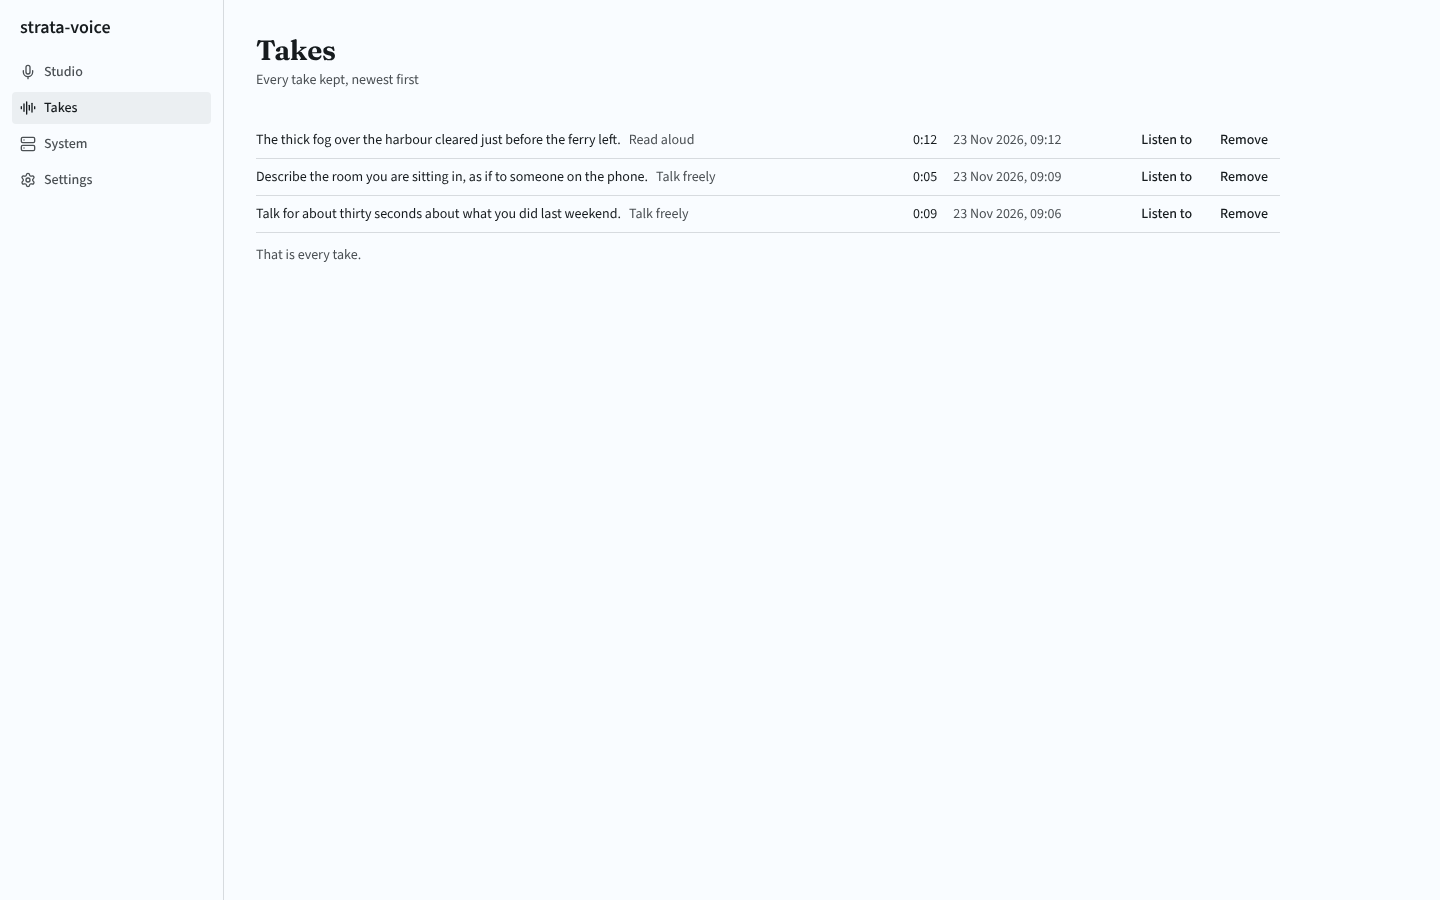 strata-voice
Studio
Takes
System
Settings
Takes
Every take kept, newest first
The thick fog over the harbour cleared just before the ferry left. Read aloud 0:12 23 Nov 2026, 09:12 Listen to Remove
Describe the room you are sitting in, as if to someone on the phone. Talk freely 0:05 23 Nov 2026, 09:09 Listen to Remove
Talk for about thirty seconds about what you did last weekend. Talk freely 0:09 23 Nov 2026, 09:06 Listen to Remove
That is every take.